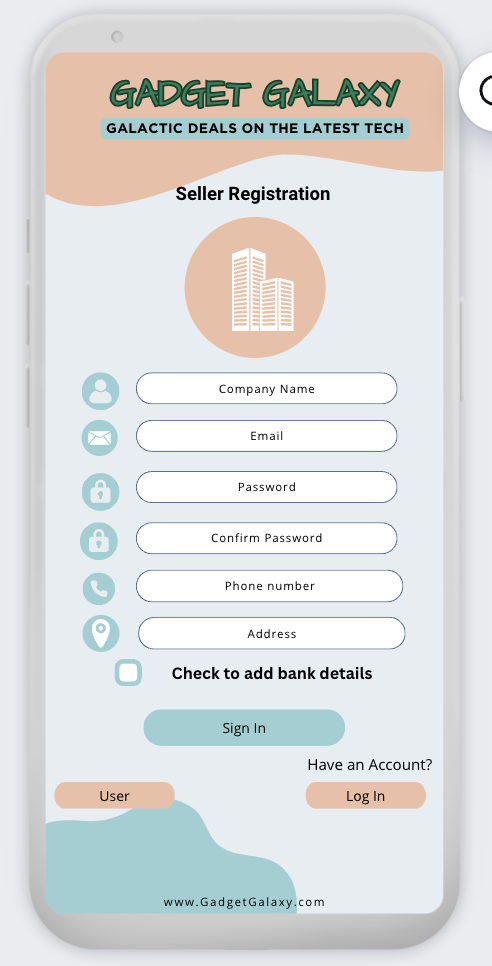 GADGET GALAXY
GALACTIC DEALS ON THE LATEST TECH
Seller Registration
Company Name
Email
Password
Confirm Password
Phone number
Address
Check to add bank details
Sign In
Have an Account?
User
Log In
www.GadgetGalaxy.com